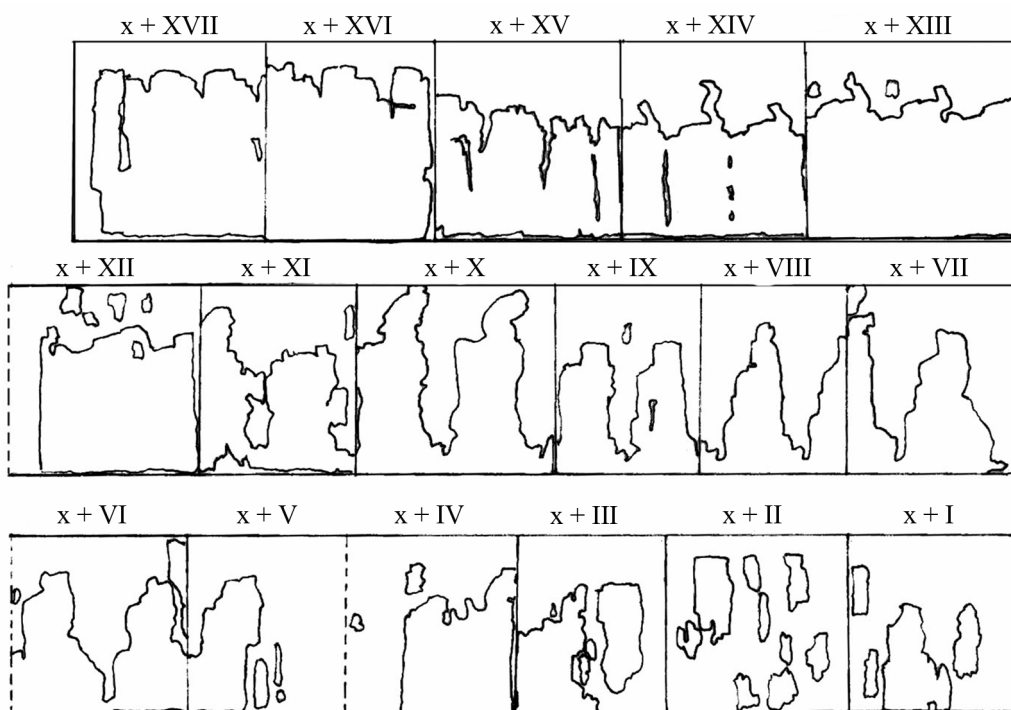 x + XVII x + XVI x + XV x + XIV x + XIII
x + XII x + XI x + X x + IX x + VIII x + VII
x + VI x + V x + IV x + III x + II x + I